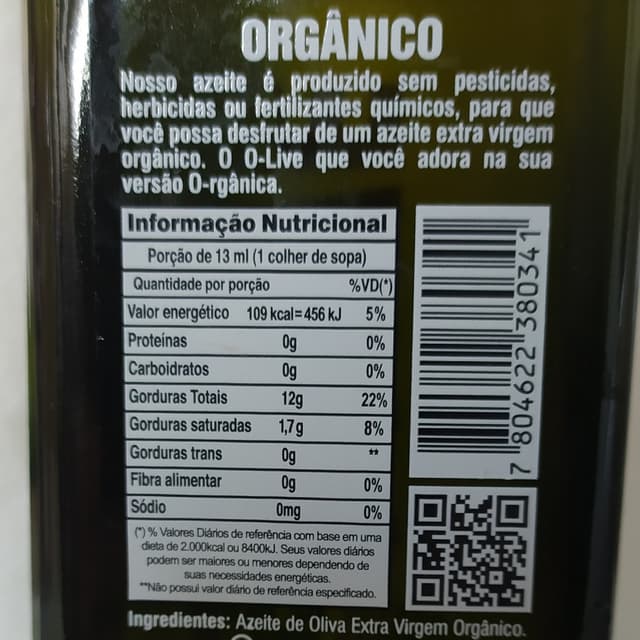 ORGÂNICO
Nosso azeite é produzido sem pesticidas,
herbicidas ou fertilizantes químicos, para que
você possa desfrutar de um azeite extra virgem
orgânico. O O-Live que você adora na sua
versão O-rgânica.
Informação Nutricional
Porção de 13 ml (1 colher de sopa)
Quantidade por porção %VD(*)
Valor energético 109 kcal=456 kJ 5%
Proteínas 0g 0%
Carboidratos 0g 0%
Gorduras Totais 12g 22%
Gorduras saturadas 1,7g 8%
Gorduras trans 0g **
Fibra alimentar 0g 0%
Sódio 0mg 0%
(*) % Valores Diários de referência com base em uma
dieta de 2.000kcal ou 8400kJ. Seus valores diários
podem ser maiores ou menores dependendo de
suas necessidades energéticas.
**Não possui valor diário de referência especificado.
7 804622 380341
Ingredientes: Azeite de Oliva Extra Virgem Orgânico.